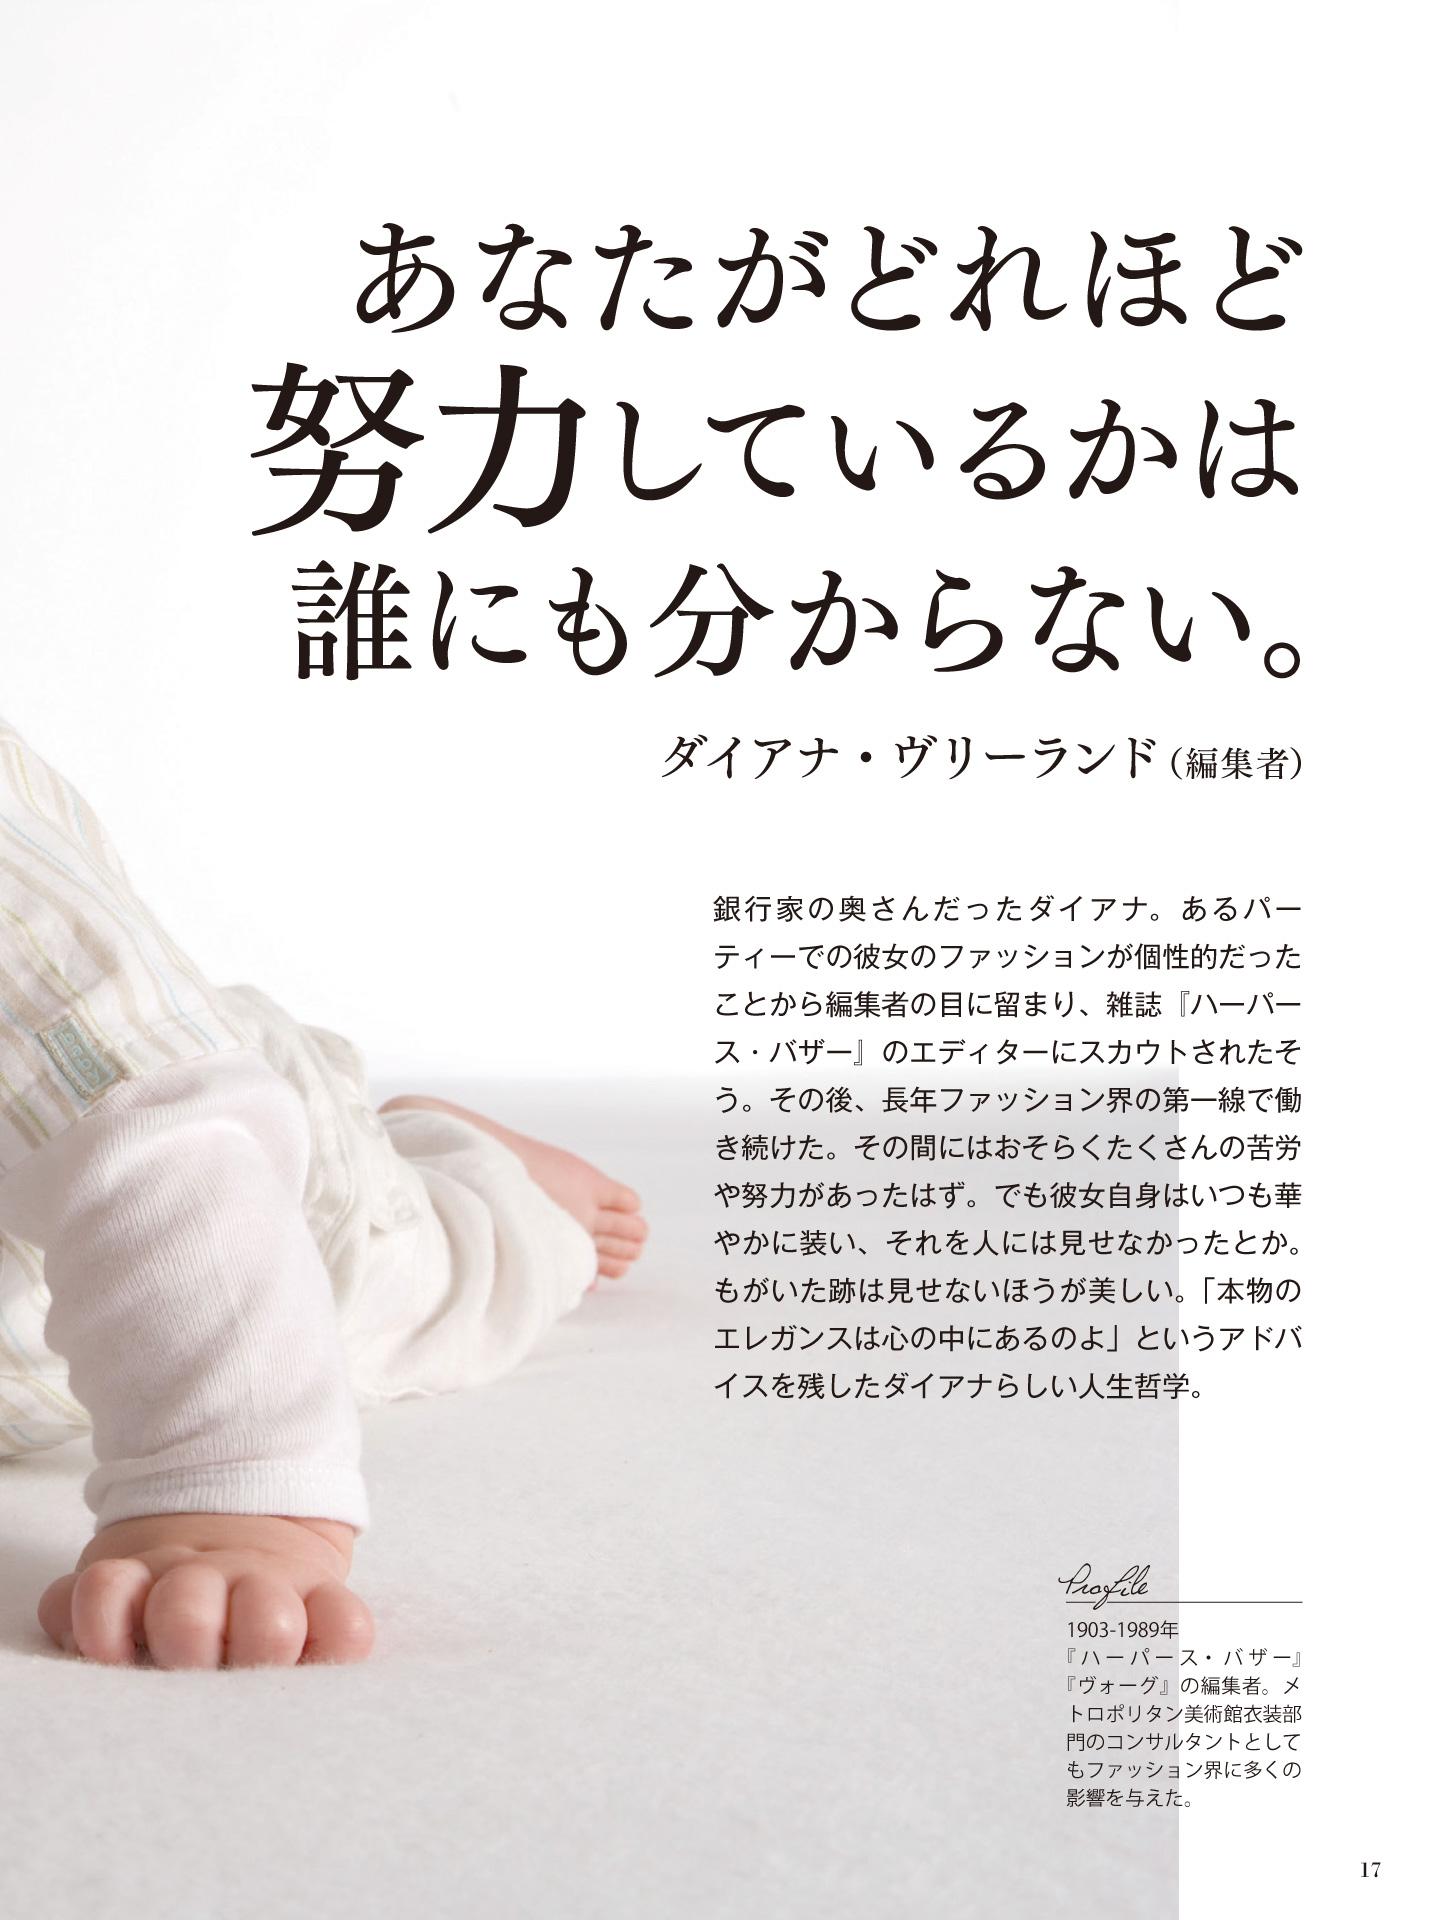 あなたがどれほど
努力しているかは
誰にも分からない。
ダイアナ・ヴリーランド（編集者）
銀行家の奥さんだったダイアナ。あるパー
ティーでの彼女のファッションが個性的だった
ことから編集者の目に留まり、雑誌『ハーパー
ス・バザー』のエディターにスカウトされたそ
う。その後、長年ファッション界の第一線で働
き続けた。その間にはおそらくたくさんの苦労
や努力があったはず。でも彼女自身はいつも華
やかに装い、それを人には見せなかったとか。
もがいた跡は見せないほうが美しい。「本物の
エレガンスは心の中にあるのよ」というアドバ
イスを残したダイアナらしい人生哲学。
Profile
1903-1989年
『ハーパース・バザー』
『ヴォーグ』の編集者。メ
トロポリタン美術館衣装部
門のコンサルタントとして
もファッション界に多くの
影響を与えた。
17